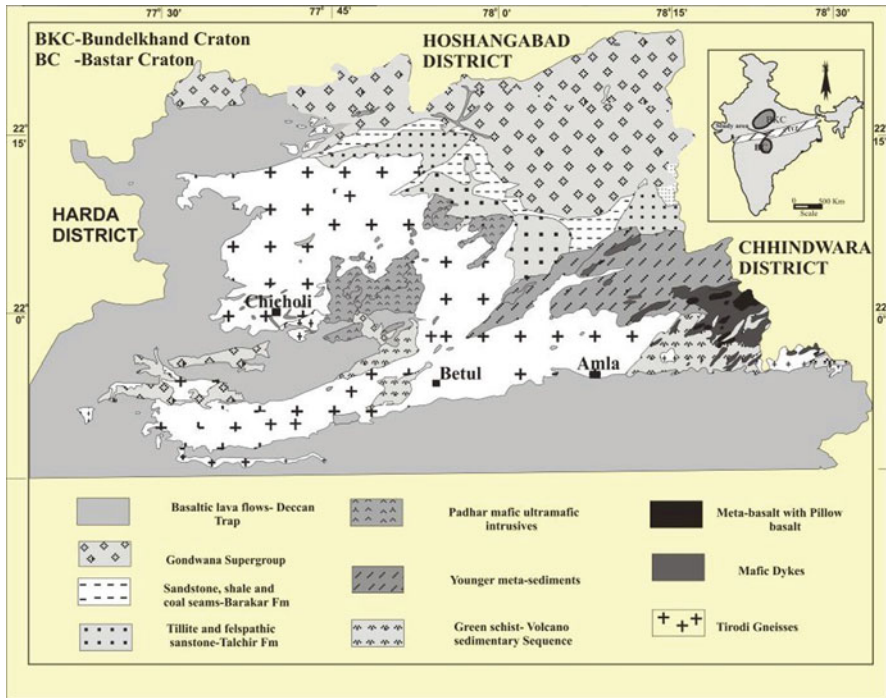 77° 30'
77° 45'
78° 0'
78° 15'
78° 30'
BKC-Bundelkhand Craton
BC -Bastar Craton
HOSHANGABAD
DISTRICT
22°
15'
22°
15'
Study area
BKC
0 500 Km
Scale
HARDA
DISTRICT
CHHINDWARA
DISTRICT
22°
0'
22°
0'
Chicholi
Betul
Amla
Basaltic lava flows- Deccan
Trap
Padhar mafic ultramafic
intrusives
Meta-basalt with Pillow
basalt
Gondwana Supergroup
Younger meta-sediments
Mafic Dykes
Sandstone, shale and
coal seams-Barakar Fm
Tillite and felspathic
sanstone-Talchir Fm
Green schist- Volcano
sedimentary Sequence
Tirodi Gneisses